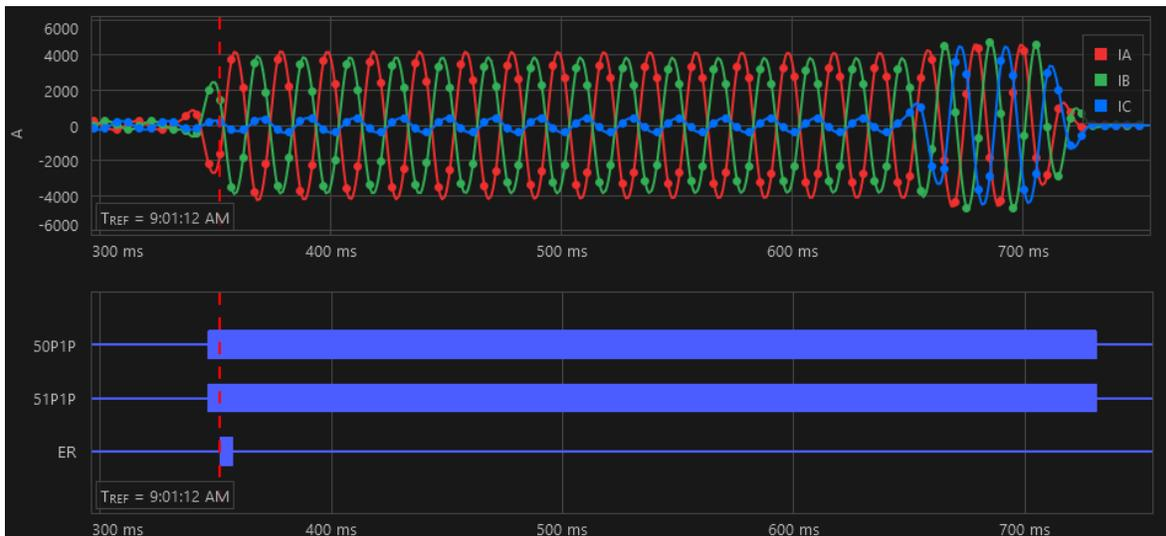 6000
4000
2000
0
-2000
-4000
-6000
A
IA
IB
IC
TREF = 9:01:12 AM
300 ms
400 ms
500 ms
600 ms
700 ms
50P1P
51P1P
ER
TREF = 9:01:12 AM
300 ms
400 ms
500 ms
600 ms
700 ms